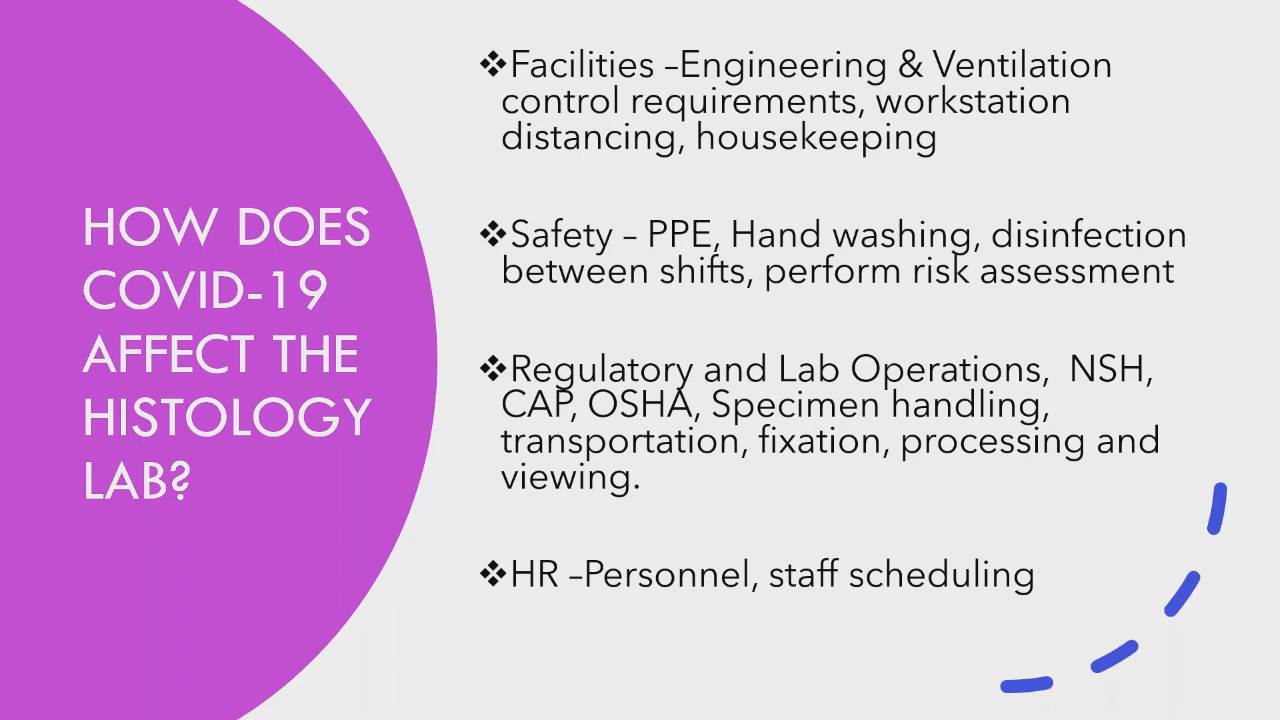 HOW DOES
COVID-19
AFFECT THE
HISTOLOGY
LAB?
❖Facilities –Engineering & Ventilation
control requirements, workstation
distancing, housekeeping
❖Safety – PPE, Hand washing, disinfection
between shifts, perform risk assessment
❖Regulatory and Lab Operations,  NSH,
CAP, OSHA, Specimen handling,
transportation, fixation, processing and
viewing.
❖HR –Personnel, staff scheduling